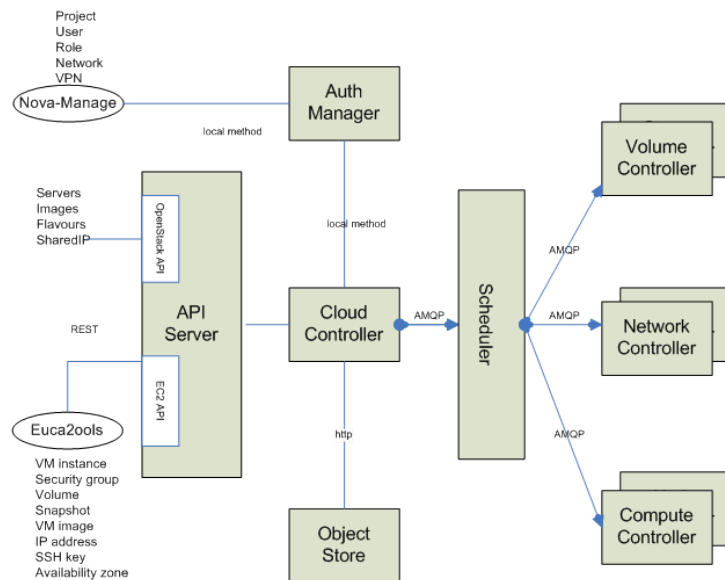 Project
User
Role
Network
VPN
Nova-Manage
Auth
Manager
local method
Volume
Controller
Servers
Images
Flavours
SharedIP
OpenStack API
local method
AMQP
API
Server
Cloud
Controller
AMQP
Scheduler
AMQP
Network
Controller
REST
EC2 API
Euca2ools
http
AMQP
VM instance
Security group
Volume
Snapshot
VM image
IP address
SSH key
Availability zone
Object
Store
Compute
Controller